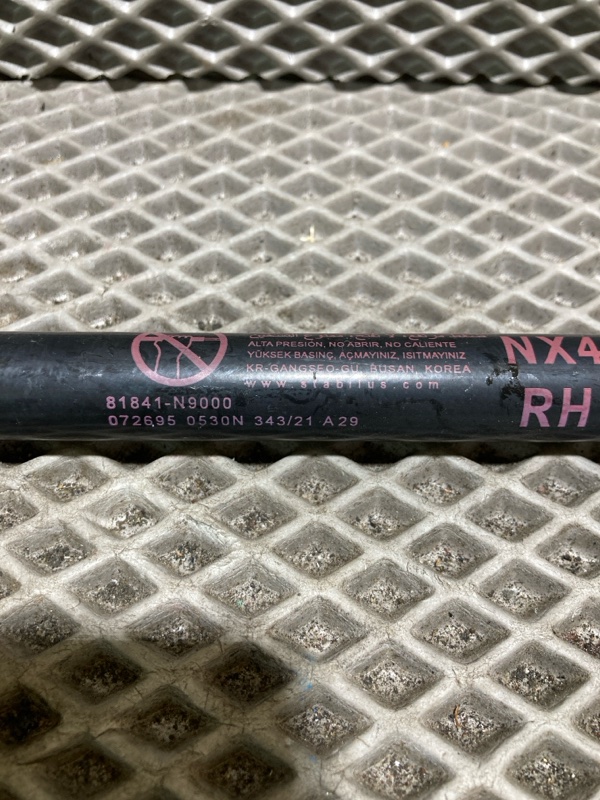 ALTA PRESIÓN, NO ABRIR, NO CALIENTE
YÜKSEK BASINÇ, AÇMAYINIZ, ISITMAYINIZ
KR-GANGSEO-GU, BUSAN, KOREA
www.stabilus.com
81841-N9000
072695 0530N 343/21 A29
NX4
RH